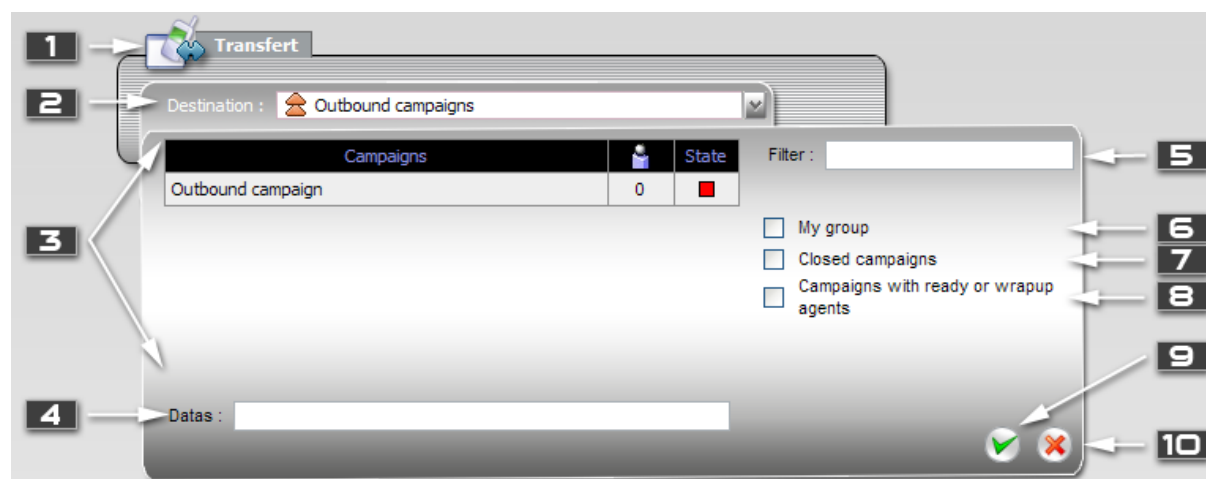 1
Transfert
2
Destination :
Outbound campaigns
Campaigns
State
Filter :
5
Outbound campaign
0
My group
6
3
Closed campaigns
7
Campaigns with ready or wrapup
agents
8
9
4
Datas :
10